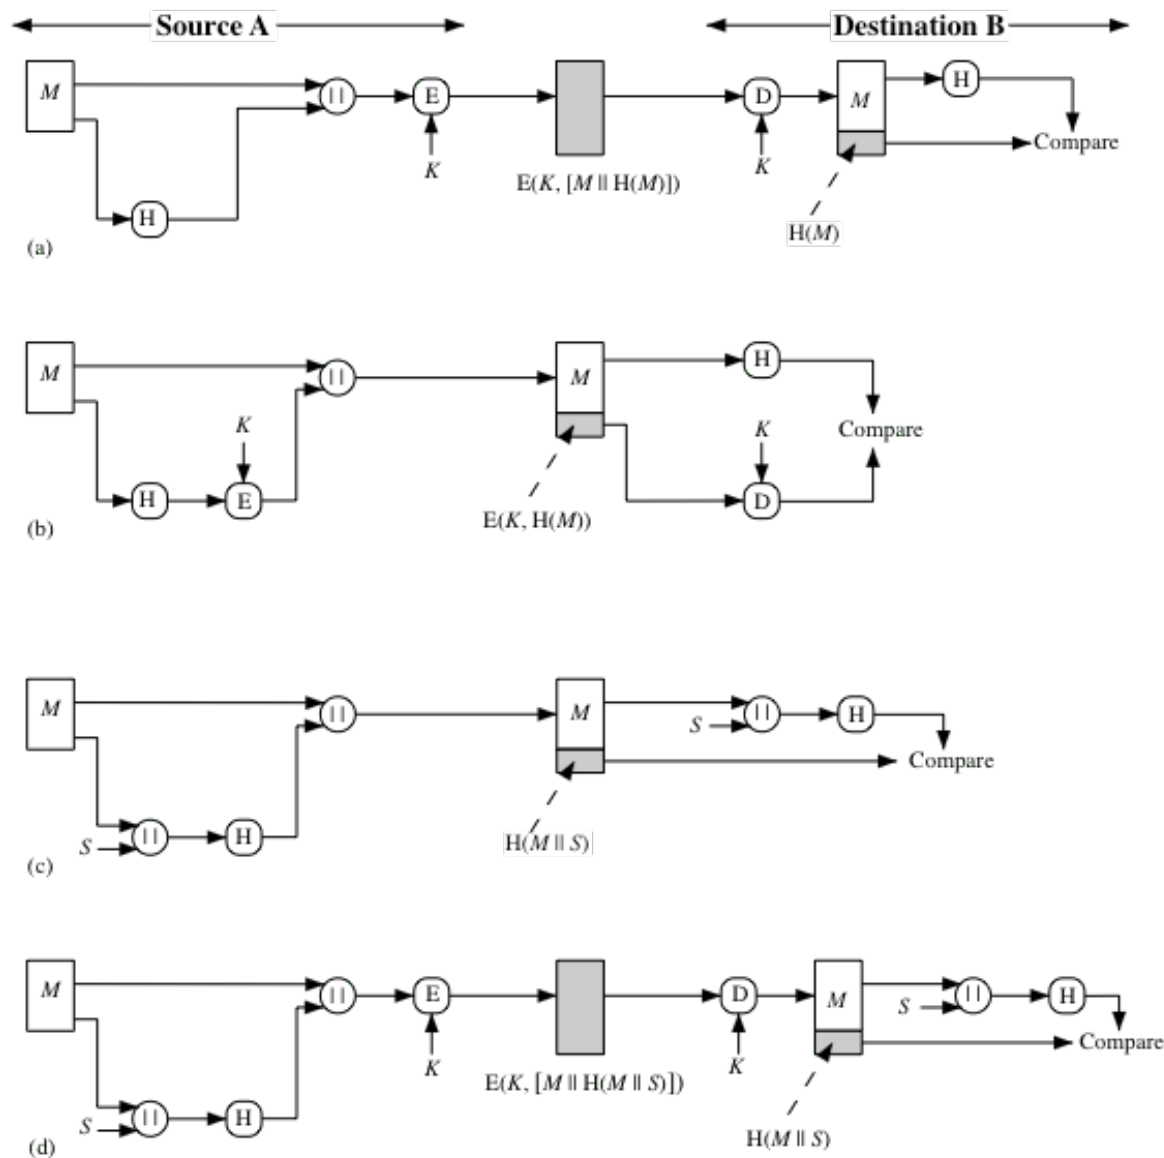 Source A Destination B
M || E D M H
K K Compare
E(K, [M || H(M)])
H H(M)
(a)
M || M H
K K Compare
H E D
E(K, H(M))
(b)
M || M S || H
Compare
S || H H(M || S)
(c)
M || E D M S || H
K K Compare
E(K, [M || H(M || S)])
S || H H(M || S)
(d)